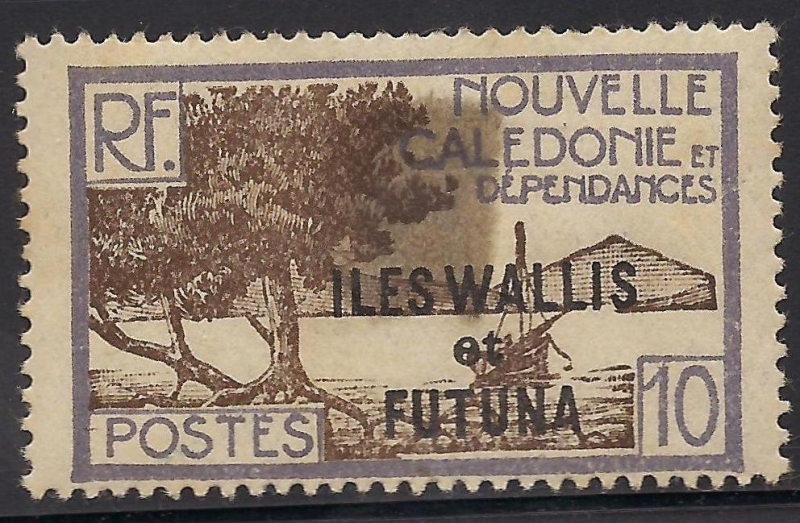 RF.
NOUVELLE
CALEDONIE ET
DÉPENDANCES
ILES WALLIS
et
FUTUNA
POSTES
10